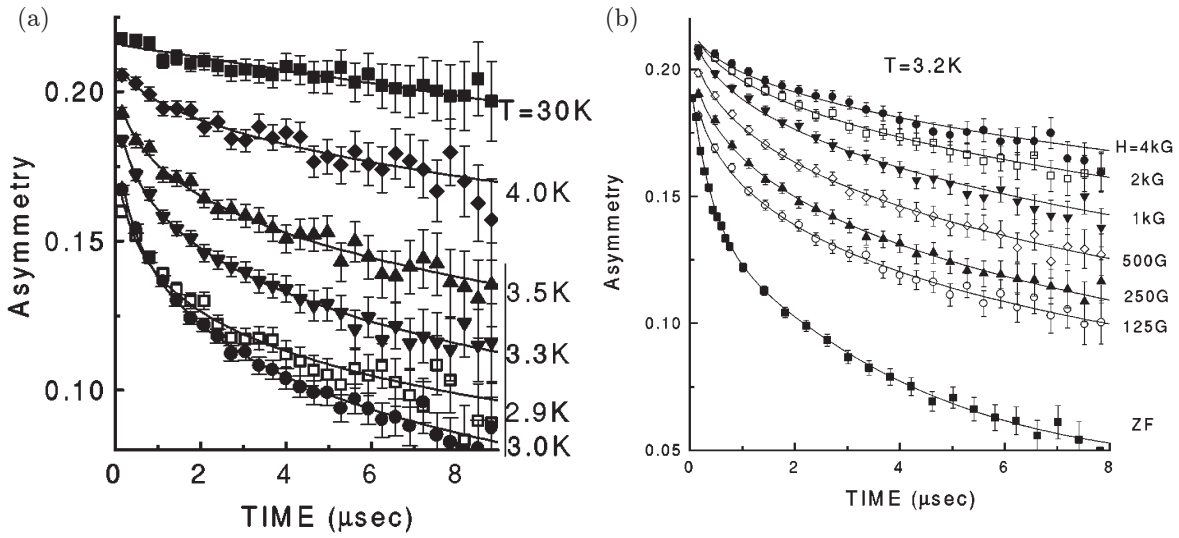 (a)
0.20
0.15
0.10
Asymmetry
T=30K
4.0K
3.5K
3.3K
2.9K
3.0K
0
2
4
6
8
TIME (μsec)
(b)
0.20
0.15
0.10
0.05
Asymmetry
T=3.2K
H=4kG
2kG
1kG
500G
250G
125G
ZF
0
2
4
6
8
TIME (μsec)